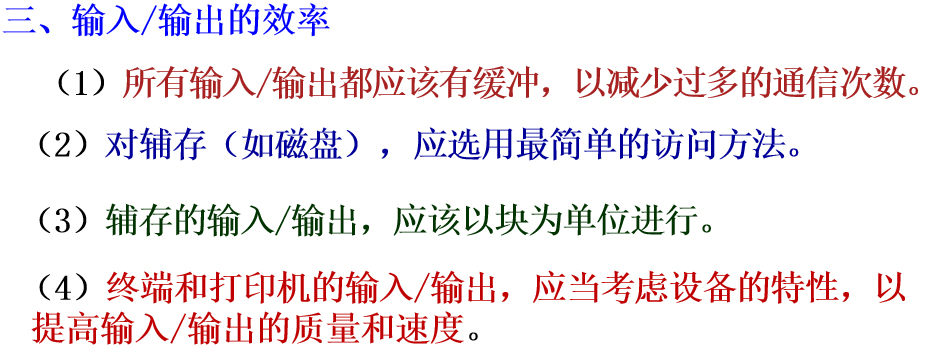 三、输入/输出的效率
（1）所有输入/输出都应该有缓冲，以减少过多的通信次数。
（2）对辅存（如磁盘），应选用最简单的访问方法。
（3）辅存的输入/输出，应该以块为单位进行。
（4）终端和打印机的输入/输出，应当考虑设备的特性，以
提高输入/输出的质量和速度。